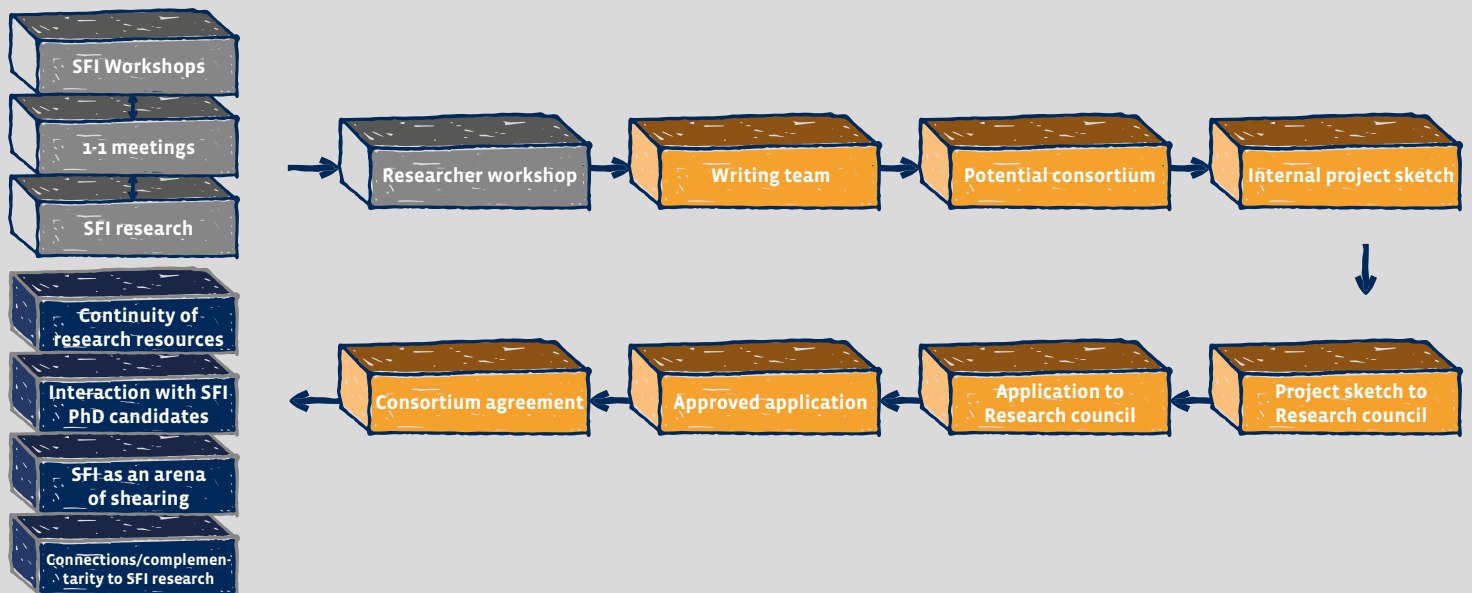 SFI Workshops
1-1 meetings
SFI research
Researcher workshop
Writing team
Potential consortium
Internal project sketch
Project sketch to
Research council
Application to
Research council
Approved application
Consortium agreement
Continuity of
research resources
Interaction with SFI
PhD candidates
SFI as an arena
of shearing
Connections/complemen-
tarity to SFI research